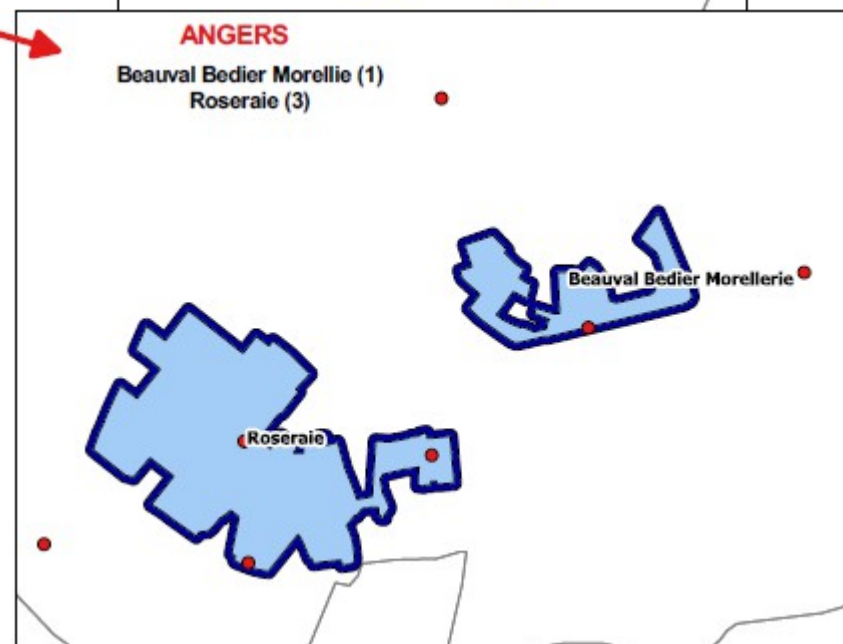 ANGERS
Beauval Bedier Morellie (1)
Roseraie (3)
Beauval Bedier Morellerie
Roseraie